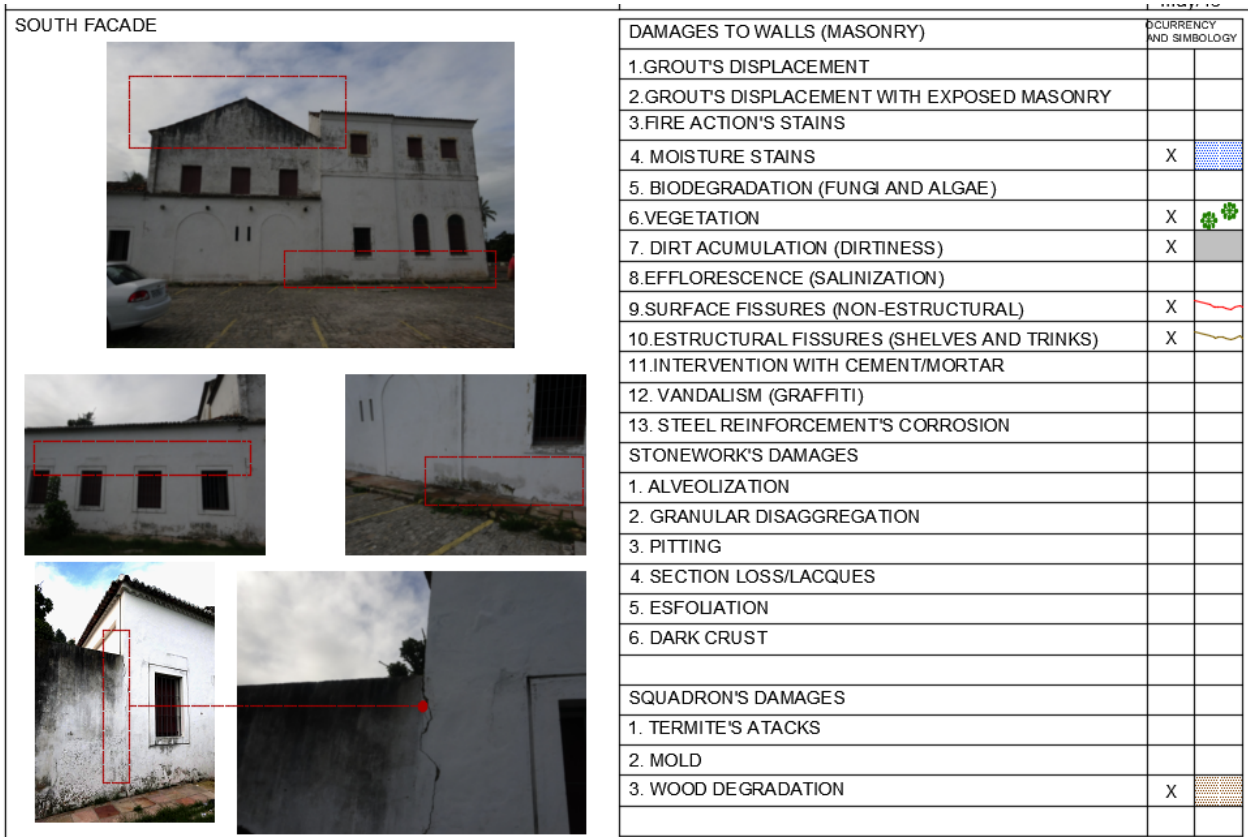 SOUTH FACADE
DAMAGES TO WALLS (MASONRY)
OCURRENCY
AND SIMBOLOGY
1.GROUT'S DISPLACEMENT
2.GROUT'S DISPLACEMENT WITH EXPOSED MASONRY
3.FIRE ACTION'S STAINS
4. MOISTURE STAINS X
5. BIODEGRADATION (FUNGI AND ALGAE)
6.VEGETATION X
7. DIRT ACUMULATION (DIRTINESS) X
8.EFFLORESCENCE (SALINIZATION)
9.SURFACE FISSURES (NON-ESTRUCTURAL) X
10.ESTRUCTURAL FISSURES (SHELVES AND TRINKS) X
11.INTERVENTION WITH CEMENT/MORTAR
12. VANDALISM (GRAFFITI)
13. STEEL REINFORCEMENT'S CORROSION
STONEWORK'S DAMAGES
1. ALVEOLIZATION
2. GRANULAR DISAGGREGATION
3. PITTING
4. SECTION LOSS/LACQUES
5. ESFOLIATION
6. DARK CRUST
SQUADRON'S DAMAGES
1. TERMITE'S ATACKS
2. MOLD
3. WOOD DEGRADATION X